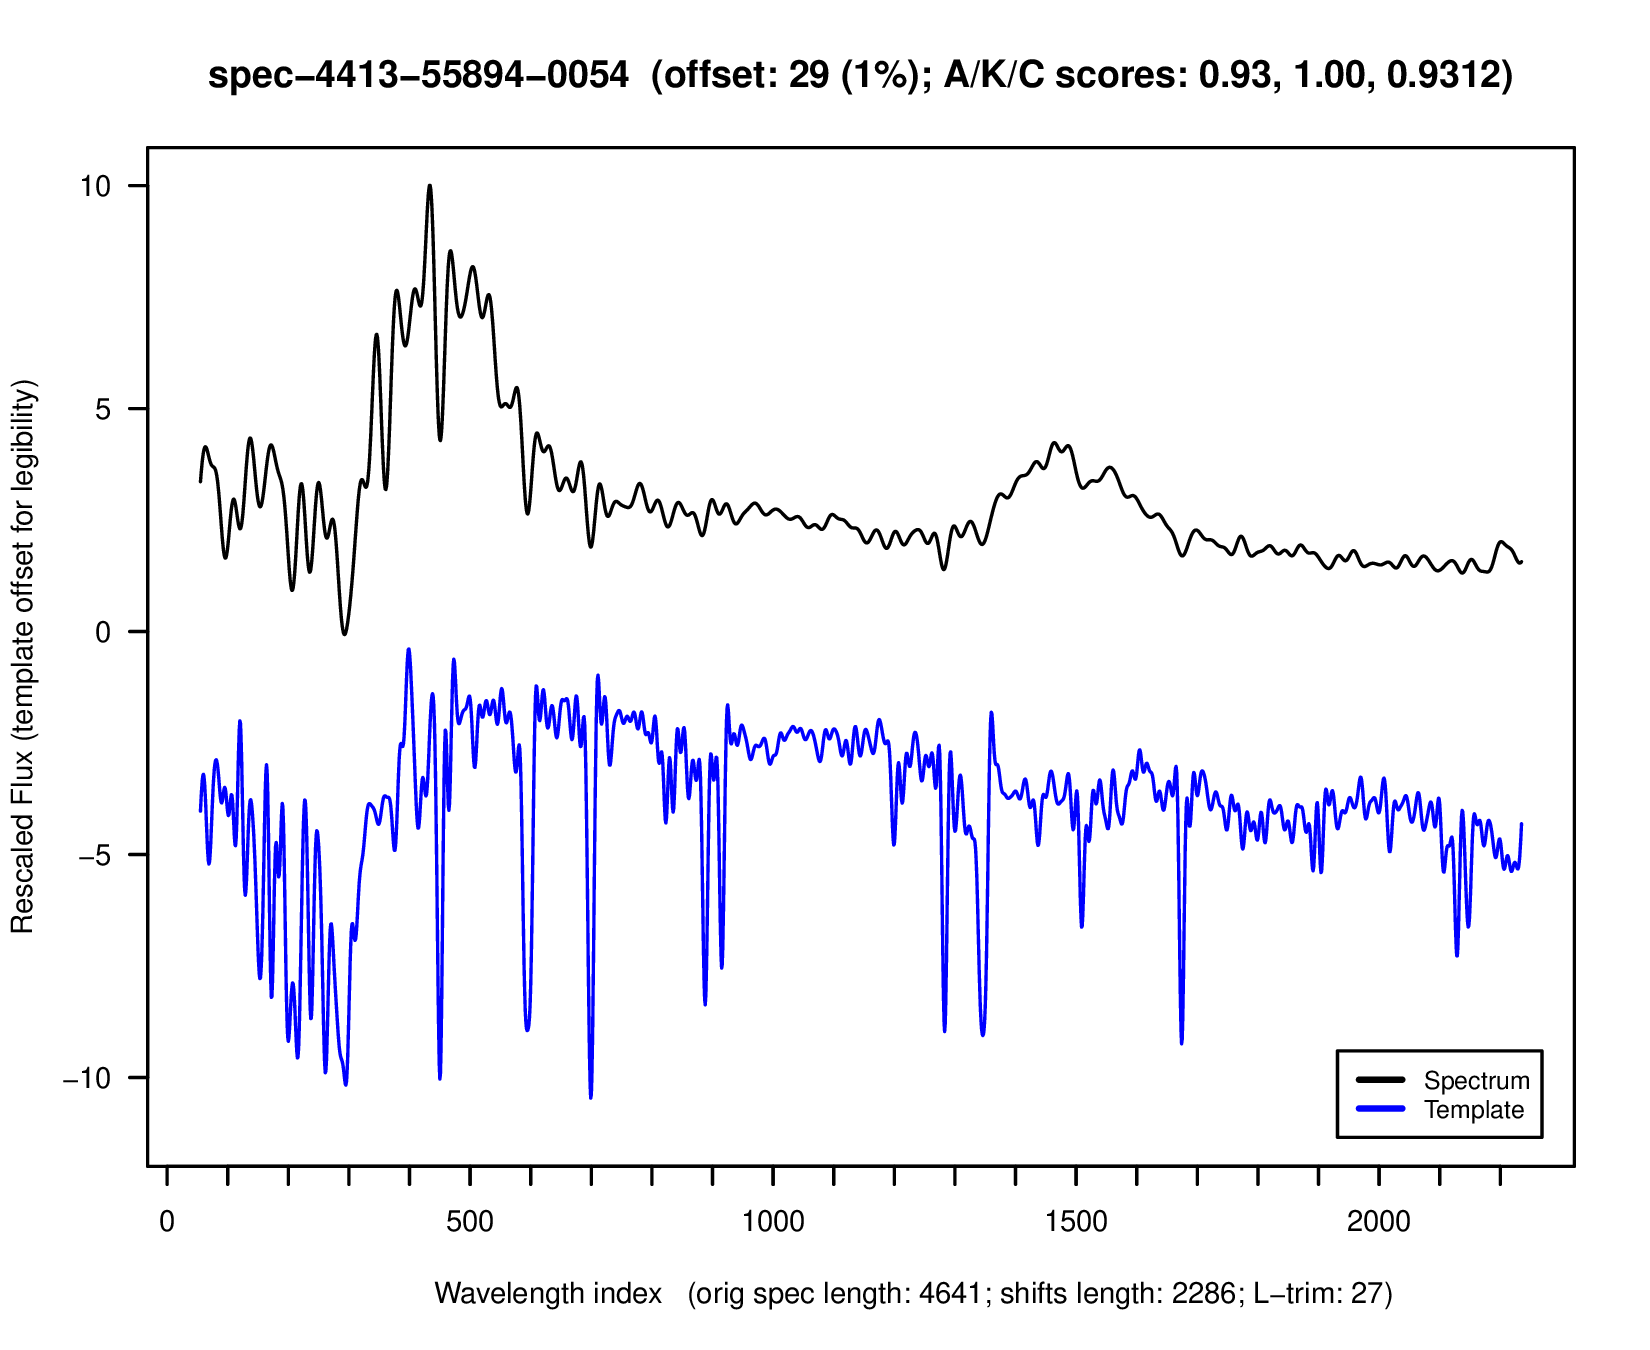 spec−4413−55894−0054 (offset: 29 (1%); A/K/C scores: 0.93, 1.00, 0.9312)
Rescaled Flux (template offset for legibility)
10
5
0
−5
−10
Spectrum
Template
0 500 1000 1500 2000
Wavelength index (orig spec length: 4641; shifts length: 2286; L−trim: 27)